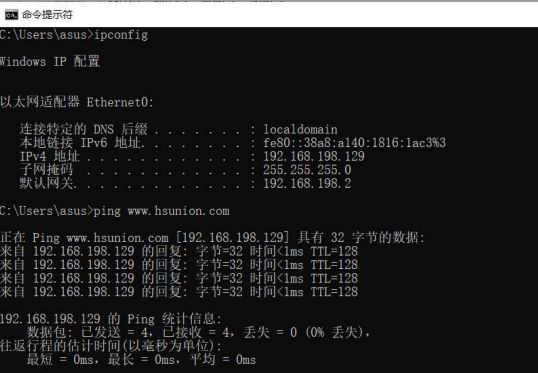 命令提示符
C:\Users\asus>ipconfig
Windows IP 配置
以太网适配器 Ethernet0:
连接特定的 DNS 后缀 . . . . . . . : localdomain
本地链接 IPv6 地址. . . . . . . . : fe80::38a8:a140:1816:1ac3%3
IPv4 地址 . . . . . . . . . . . . : 192.168.198.129
子网掩码 . . . . . . . . . . . . : 255.255.255.0
默认网关. . . . . . . . . . . . . : 192.168.198.2
C:\Users\asus>ping www.hsunion.com
正在 Ping www.hsunion.com [192.168.198.129] 具有 32 字节的数据:
来自 192.168.198.129 的回复: 字节=32 时间<1ms TTL=128
来自 192.168.198.129 的回复: 字节=32 时间<1ms TTL=128
来自 192.168.198.129 的回复: 字节=32 时间<1ms TTL=128
来自 192.168.198.129 的回复: 字节=32 时间<1ms TTL=128
192.168.198.129 的 Ping 统计信息:
数据包: 已发送 = 4，已接收 = 4，丢失 = 0 (0% 丢失)，
往返行程的估计时间(以毫秒为单位):
最短 = 0ms，最长 = 0ms，平均 = 0ms